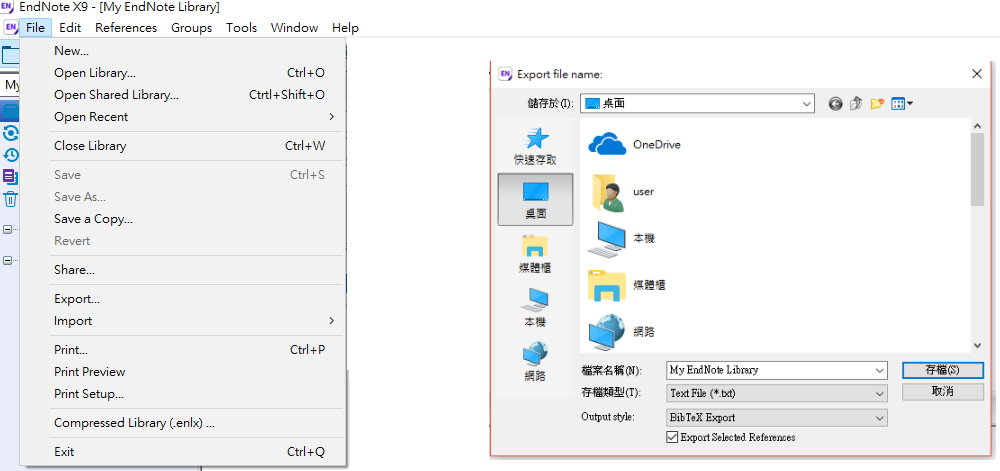 EndNote X9 - [My EndNote Library]
File Edit References Groups Tools Window Help
New...
Open Library... Ctrl+O
Open Shared Library... Ctrtl+Shift+O
Open Recent
Close Library Ctrl+W
Save Ctrl+S
Save As...
Save a Copy...
Revert
Share...
Export...
Import
Print... Ctrl+P
Print Preview
Print Setup...
Compressed Library (.enlx) ...
Exit Ctrl+Q
My
Export file name:
儲存於(I): 桌面
快速存取
桌面
媒體櫃
本機
網路
OneDrive
user
本機
媒體櫃
網路
檔案名稱(N): My EndNote Library 存檔(S)
存檔類型(T): Text File (*.txt) 取消
Output style: BibTeX Export
Export Selected References